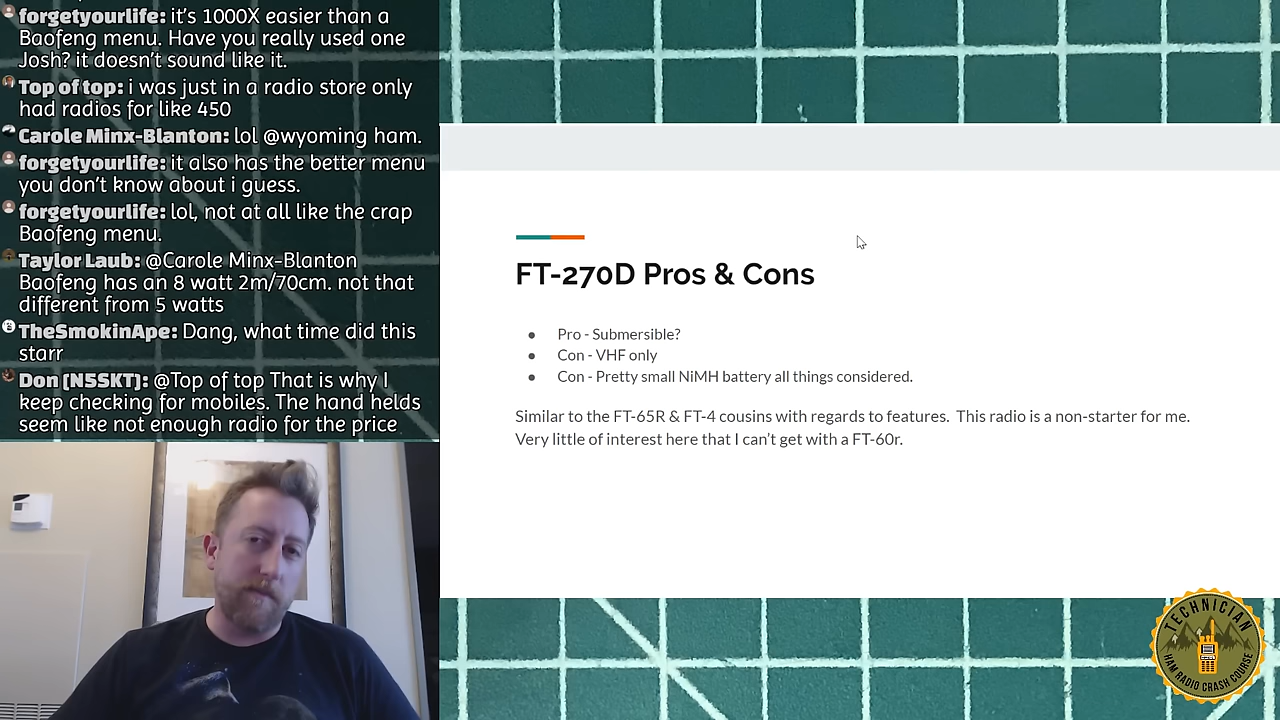 forgetyourlife: it's 1000X easier than a
Baofeng menu. Have you really used one
Josh? it doesn't sound like it.
Top of top: i was just in a radio store only
had radios for like 450
Carole Minx-Blanton: lol @wyoming ham.
forgetyourlife: it also has the better menu
you don't know about i guess.
forgetyourlife: lol, not at all like the crap
Baofeng menu.
Taylor Laub: @Carole Minx-Blanton
Baofeng has an 8 watt 2m/70cm. not that
different from 5 watts
TheSmokinApe: Dang, what time did this
starr
Don (N5SKT): @Top of top That is why I
keep checking for mobiles. The hand helds
seem like not enough radio for the price
FT-270D Pros & Cons
● Pro - Submersible?
● Con - VHF only
● Con - Pretty small NiMH battery all things considered.
Similar to the FT-65R & FT-4 cousins with regards to features.  This radio is a non-starter for me.
Very little of interest here that I can't get with a FT-60r.
TECHNICIAN
HAM RADIO CRASH COURSE